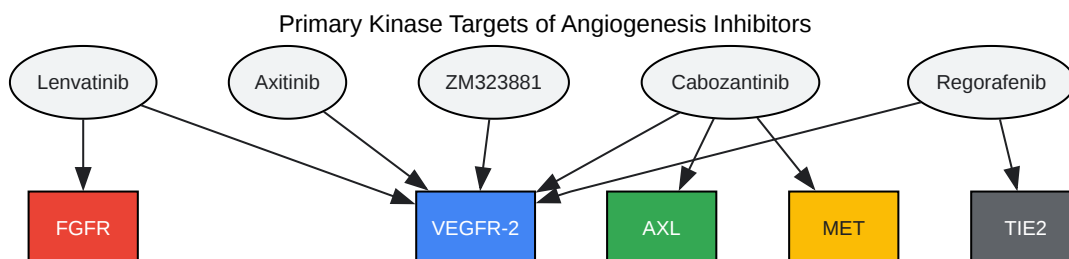 Primary Kinase Targets of Angiogenesis Inhibitors
Lenvatinib
Axitinib
ZM323881
Cabozantinib
Regorafenib
FGFR
VEGFR-2
AXL
MET
TIE2